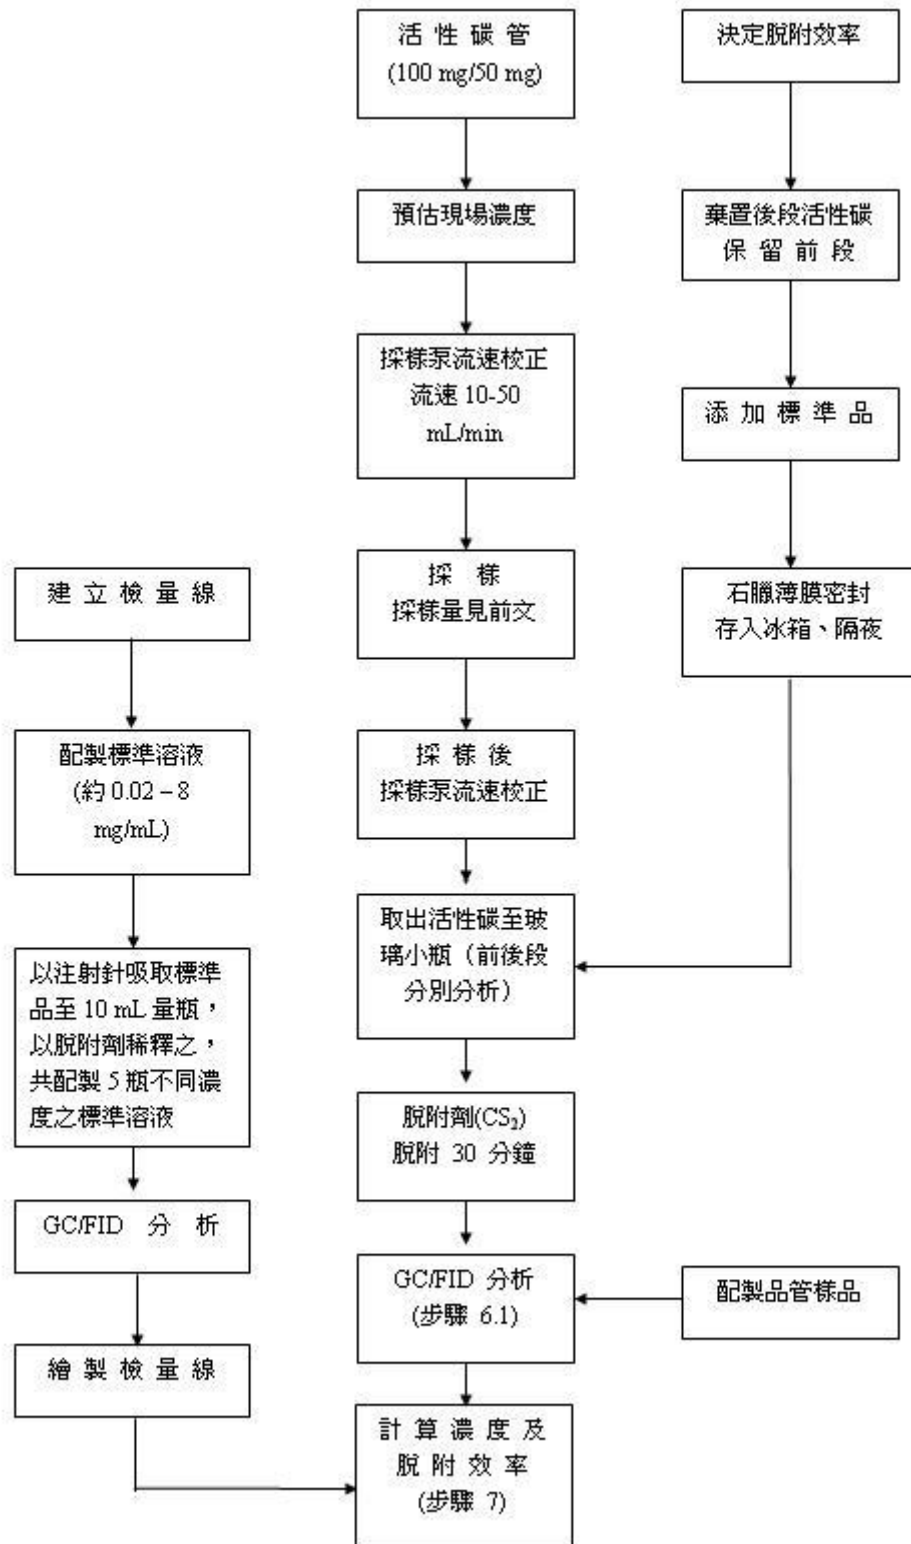 活 性 碳 管
(100 mg/50 mg)
預估現場濃度
採樣泵流速校正
流速 10-50
mL/min
採 樣
採樣量見前文
採 樣 後
採樣泵流速校正
取出活性碳至玻
璃小瓶（前後段
分別分析）
脫附劑(CS₂)
脫附 30 分鐘
GC/FID 分析
(步驟 6.1)
計 算 濃 度 及
脫 附 效 率
(步驟 7)
決定脫附效率
棄置後段活性碳
保 留 前 段
添 加 標 準 品
石臘薄膜密封
存入冰箱、隔夜
配製品管樣品
建 立 檢 量 線
配製標準溶液
(約 0.02 – 8
mg/mL)
以注射針吸取標準
品至 10 mL 量瓶，
以脫附劑稀釋之，
共配製 5 瓶不同濃
度之標準溶液
GC/FID 分 析
繪 製 檢 量 線